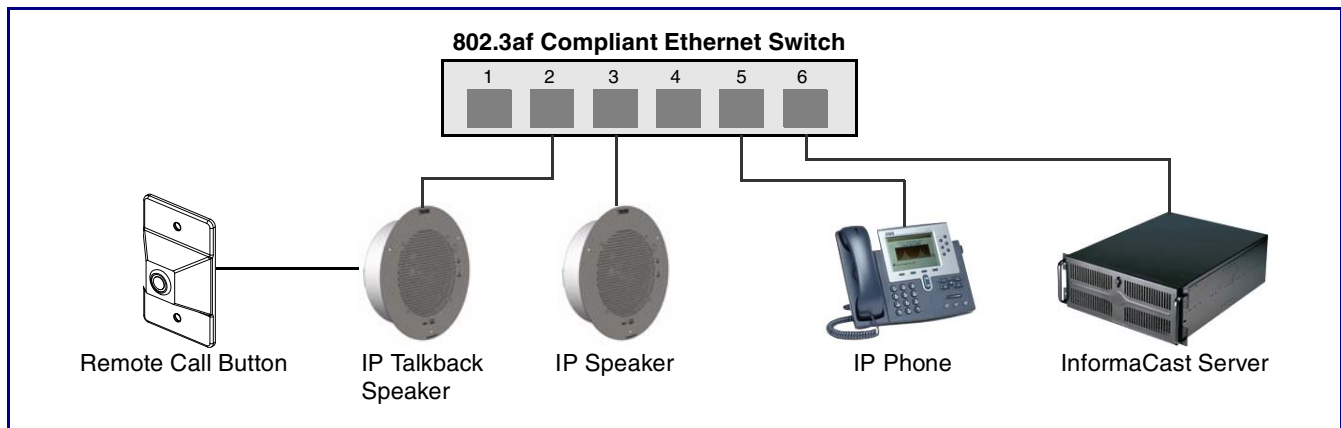 802.3af Compliant Ethernet Switch
1 2 3 4 5 6
Remote Call Button
IP Talkback
Speaker
IP Speaker
IP Phone
InformaCast Server